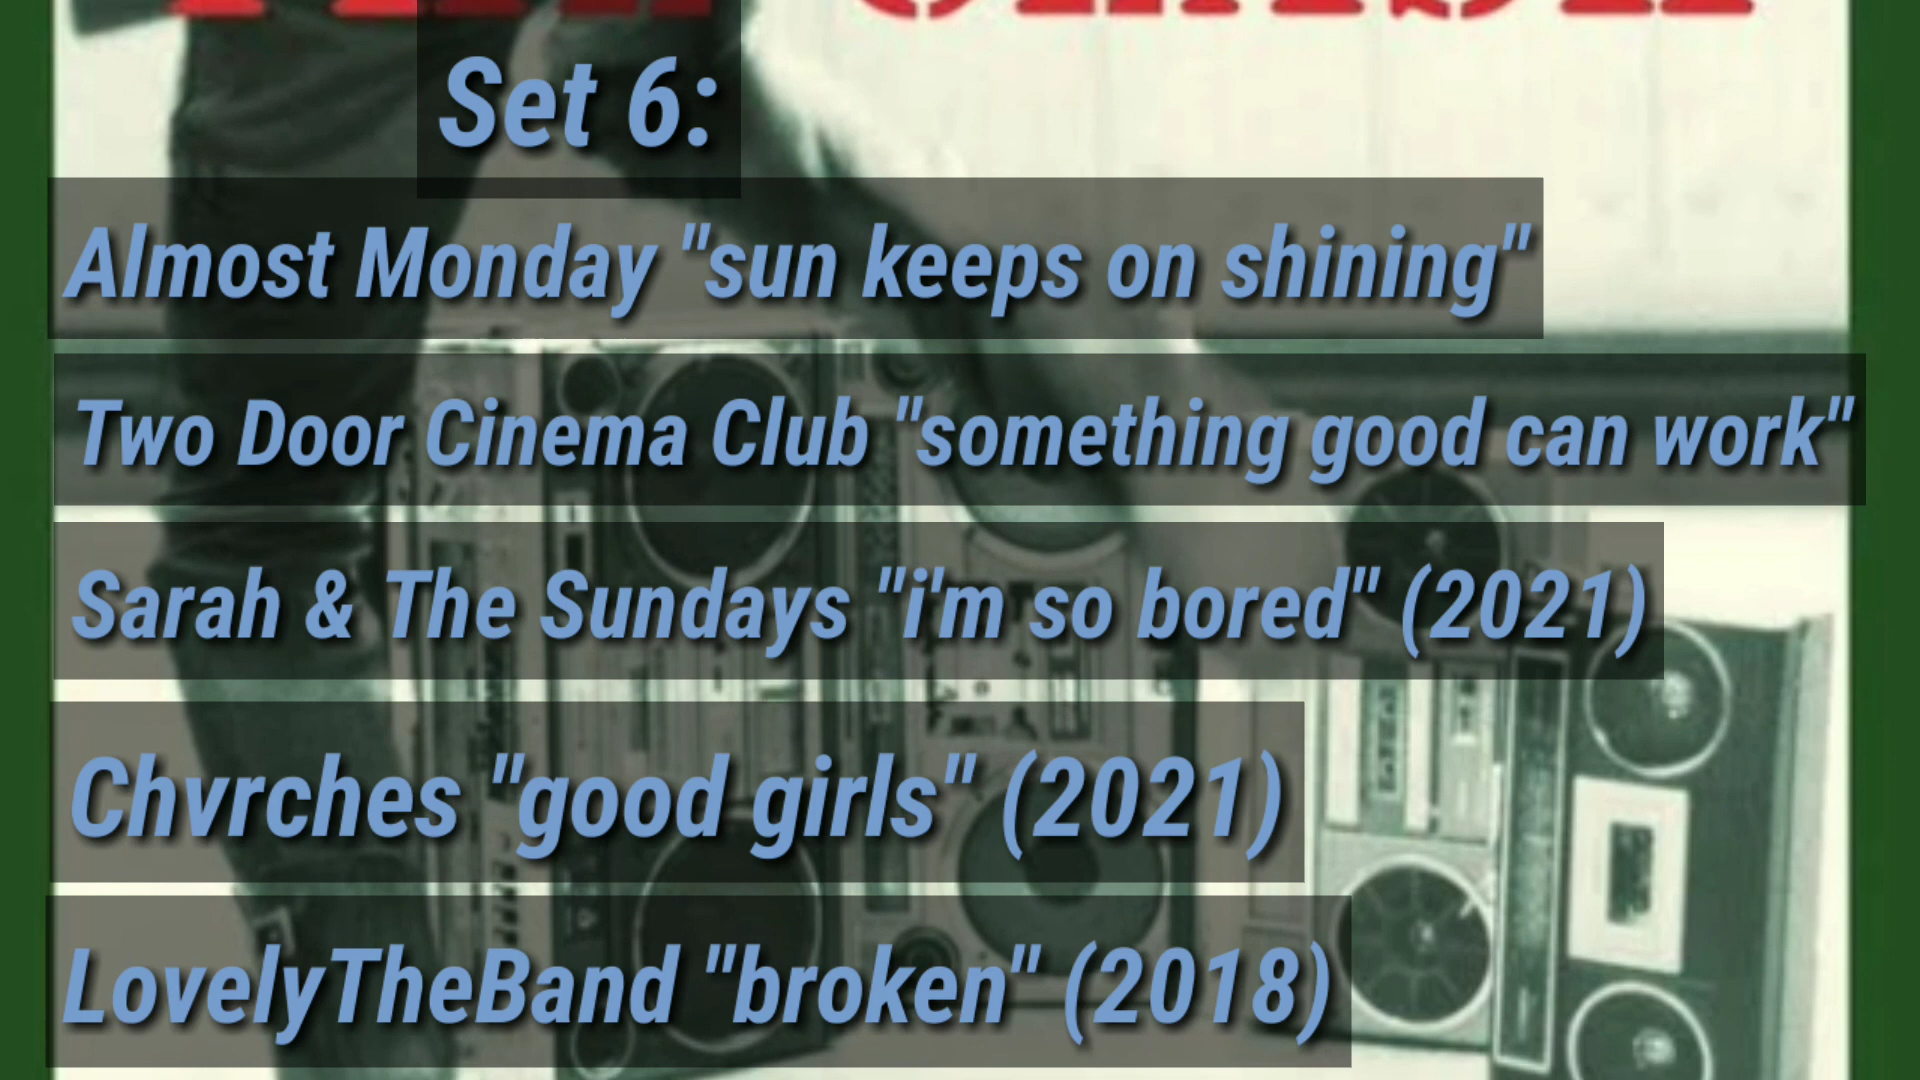 Set 6:
Almost Monday "sun keeps on shining"
Two Door Cinema Club "something good can work"
Sarah & The Sundays "i'm so bored" (2021)
Chvrches "good girls" (2021)
LovelyTheBand "broken" (2018)